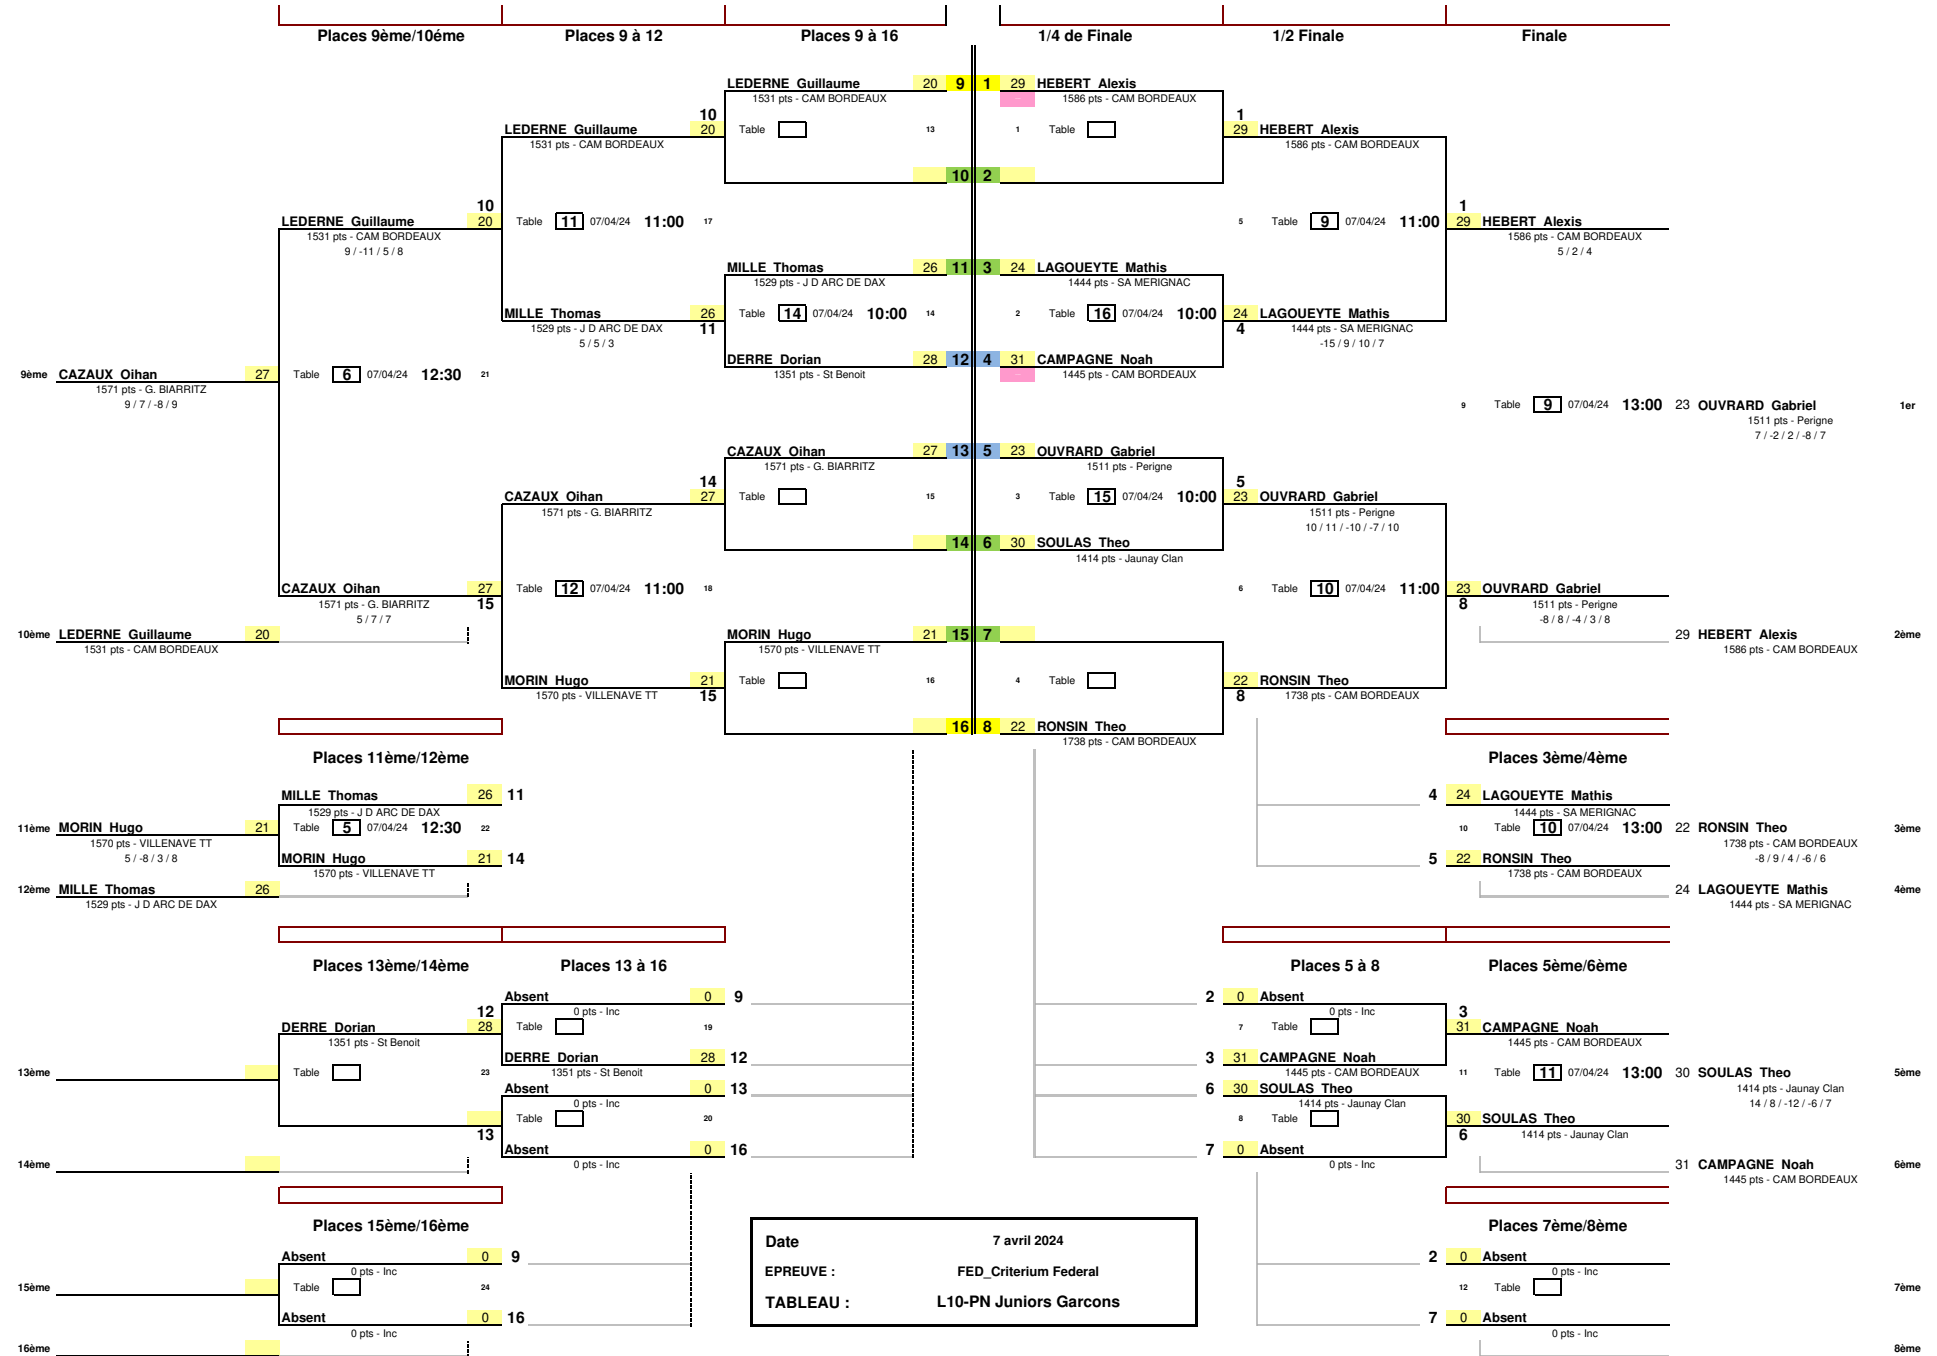 Places 9ème/10éme Places 9 à 12 Places 9 à 16 1/4 de Finale 1/2 Finale Finale
LEDERNE Guillaume 20 9 1 29 HEBERT Alexis
1531 pts - CAM BORDEAUX 1586 pts - CAM BORDEAUX
10 1
LEDERNE Guillaume 20 Table 13 1 Table 29 HEBERT Alexis
1531 pts - CAM BORDEAUX 1586 pts - CAM BORDEAUX
10 2
10 1
LEDERNE Guillaume 20 Table 11 07/04/24 11:00 17 5 Table 9 07/04/24 11:00 29 HEBERT Alexis
1531 pts - CAM BORDEAUX 1586 pts - CAM BORDEAUX
9 / -11 / 5 / 8 5 / 2 / 4
MILLE Thomas 26 11 3 24 LAGOUEYTE Mathis
1529 pts - J D ARC DE DAX 1444 pts - SA MERIGNAC
MILLE Thomas 26 Table 14 07/04/24 10:00 14 2 Table 16 07/04/24 10:00 24 LAGOUEYTE Mathis
1529 pts - J D ARC DE DAX 11 4 1444 pts - SA MERIGNAC
5 / 5 / 3 -15 / 9 / 10 / 7
DERRE Dorian 28 12 4 31 CAMPAGNE Noah
1351 pts - St Benoit 1445 pts - CAM BORDEAUX
9ème CAZAUX Oihan 27 Table 6 07/04/24 12:30 21
1571 pts - G. BIARRITZ
9 / 7 / -8 / 9
9 Table 9 07/04/24 13:00 23 OUVRARD Gabriel 1er
1511 pts - Perigne
7 / -2 / 2 / -8 / 7
CAZAUX Oihan 27 13 5 23 OUVRARD Gabriel
1571 pts - G. BIARRITZ 1511 pts - Perigne
14 5
CAZAUX Oihan 27 Table 15 3 Table 15 07/04/24 10:00 23 OUVRARD Gabriel
1571 pts - G. BIARRITZ 1511 pts - Perigne
10 / 11 / -10 / -7 / 10
14 6 30 SOULAS Theo
1414 pts - Jaunay Clan
CAZAUX Oihan 27 Table 12 07/04/24 11:00 18 6 Table 10 07/04/24 11:00 23 OUVRARD Gabriel
1571 pts - G. BIARRITZ 15 8 1511 pts - Perigne
5 / 7 / 7 -8 / 8 / -4 / 3 / 8
10ème LEDERNE Guillaume 20 MORIN Hugo 21 15 7 29 HEBERT Alexis 2ème
1531 pts - CAM BORDEAUX 1570 pts - VILLENAVE TT 1586 pts - CAM BORDEAUX
MORIN Hugo 21 Table 16 4 Table 22 RONSIN Theo
1570 pts - VILLENAVE TT 15 8 1738 pts - CAM BORDEAUX
16 8 22 RONSIN Theo
1738 pts - CAM BORDEAUX
Places 11ème/12ème Places 3ème/4ème
MILLE Thomas 26 11 4 24 LAGOUEYTE Mathis
1529 pts - J D ARC DE DAX 1444 pts - SA MERIGNAC
11ème MORIN Hugo 21 Table 5 07/04/24 12:30 22 10 Table 10 07/04/24 13:00 22 RONSIN Theo 3ème
1570 pts - VILLENAVE TT 1738 pts - CAM BORDEAUX
5 / -8 / 3 / 8 MORIN Hugo 21 14 5 22 RONSIN Theo -8 / 9 / 4 / -6 / 6
1570 pts - VILLENAVE TT 1738 pts - CAM BORDEAUX
12ème MILLE Thomas 26 24 LAGOUEYTE Mathis 4ème
1529 pts - J D ARC DE DAX 1444 pts - SA MERIGNAC
Places 13ème/14ème Places 13 à 16 Places 5 à 8 Places 5ème/6ème
Absent 0 9 2 0 Absent
12 0 pts - Inc 0 pts - Inc 3
DERRE Dorian 28 Table 19 7 Table 31 CAMPAGNE Noah
1351 pts - St Benoit 1445 pts - CAM BORDEAUX
DERRE Dorian 28 12 3 31 CAMPAGNE Noah
13ème Table 23 1351 pts - St Benoit 1445 pts - CAM BORDEAUX 11 Table 11 07/04/24 13:00 30 SOULAS Theo 5ème
Absent 0 13 6 30 SOULAS Theo 1414 pts - Jaunay Clan
0 pts - Inc 1414 pts - Jaunay Clan 14 / 8 / -12 / -6 / 7
Table 20 8 Table 30 SOULAS Theo
13 6 1414 pts - Jaunay Clan
Absent 0 16 7 0 Absent
14ème 0 pts - Inc 0 pts - Inc 31 CAMPAGNE Noah 6ème
1445 pts - CAM BORDEAUX
Places 15ème/16ème Places 7ème/8ème
Date 7 avril 2024
Absent 0 9 2 0 Absent
EPREUVE : FED_Criterium Federal
0 pts - Inc 0 pts - Inc
15ème Table 24 12 Table 7ème
TABLEAU : L10-PN Juniors Garcons
Absent 0 16 7 0 Absent
0 pts - Inc 0 pts - Inc
16ème 8ème